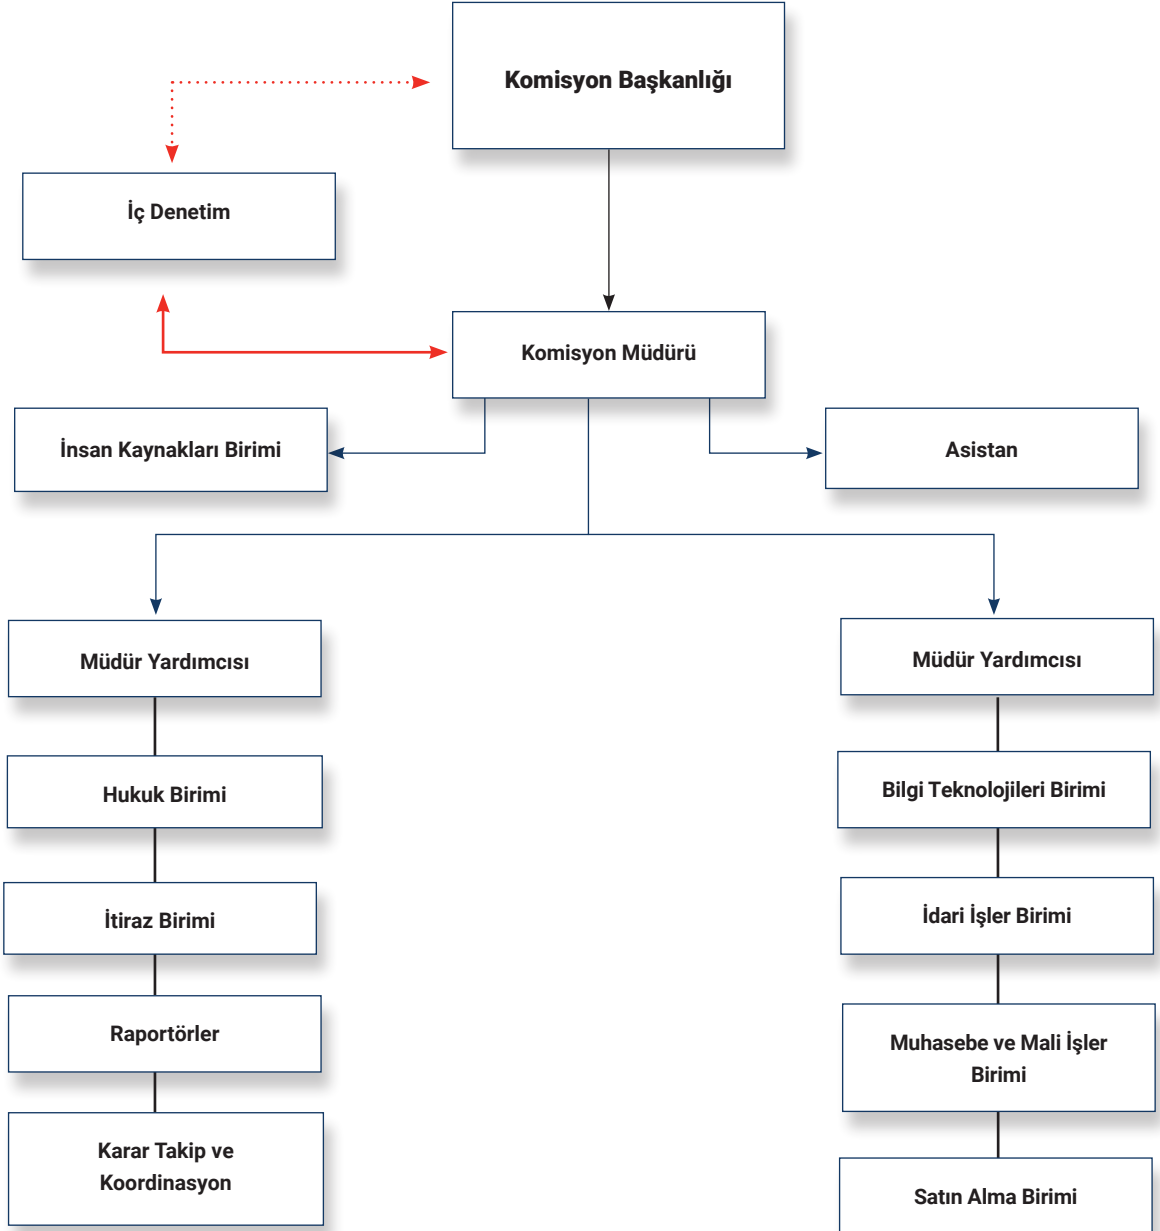 Komisyon Başkanlığı
İç Denetim
Komisyon Müdürü
İnsan Kaynakları Birimi
Asistan
Müdür Yardımcısı
Müdür Yardımcısı
Hukuk Birimi
Bilgi Teknolojileri Birimi
İtiraz Birimi
İdari İşler Birimi
Raportörler
Muhasebe ve Mali İşler
Birimi
Karar Takip ve
Koordinasyon
Satın Alma Birimi